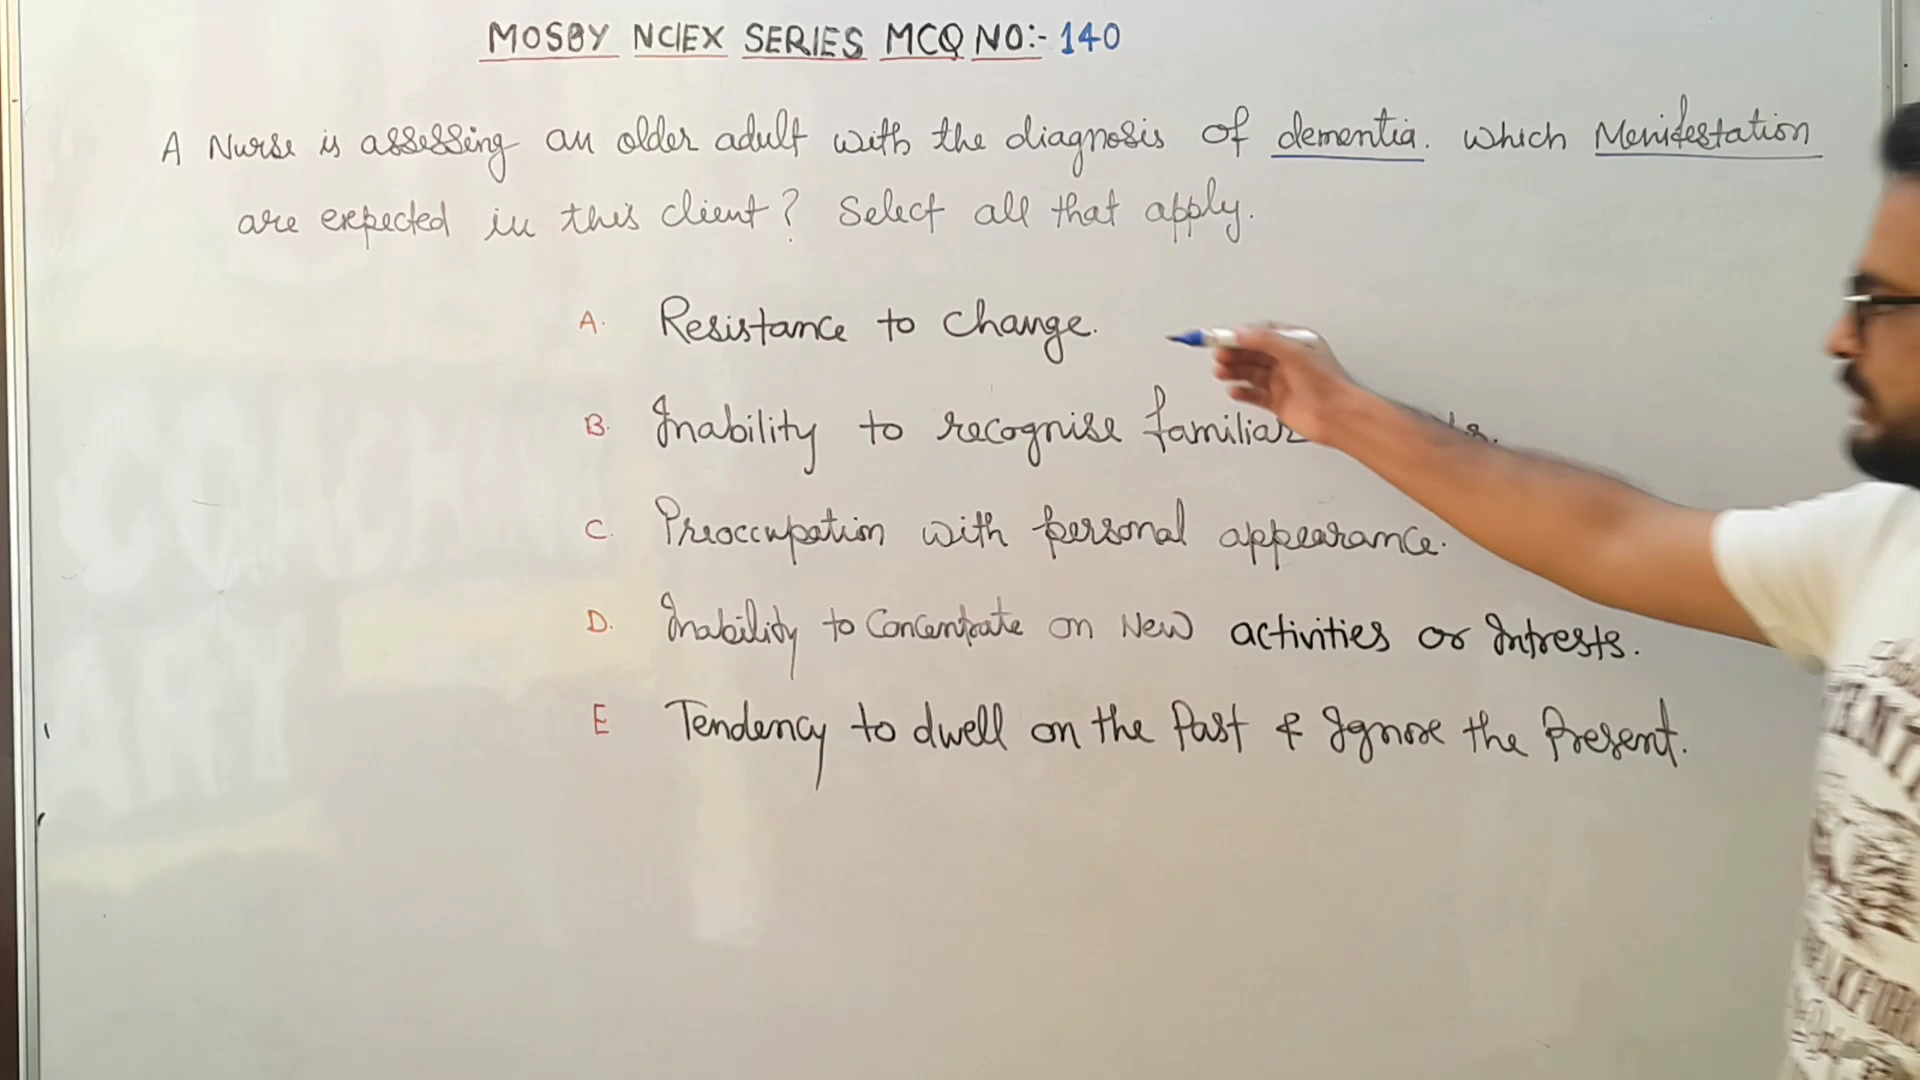 MOSBY NCIEX SERIES MCQ NO:- 140
A Nurse is assessing an older adult with the diagnosis of dementia. which Menifestation
are expected in this client? Select all that apply.
A. Resistance to change.
B. Inability to recognise familiar
C. Preoccupation with personal appearance.
D. Inability to Concentrate on New activities or Intrests.
E Tendency to dwell on the Past & Ignore the Present.